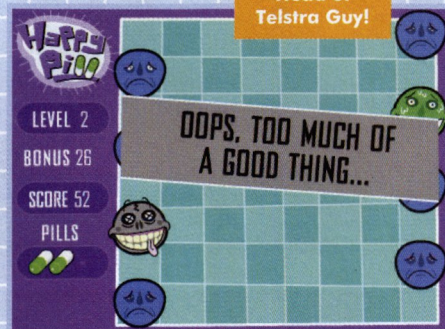 Telstra Guy!
Happy
Pill
LEVEL 2
BONUS 26
SCORE 52
PILLS
OOPS, TOO MUCH OF
A GOOD THING...